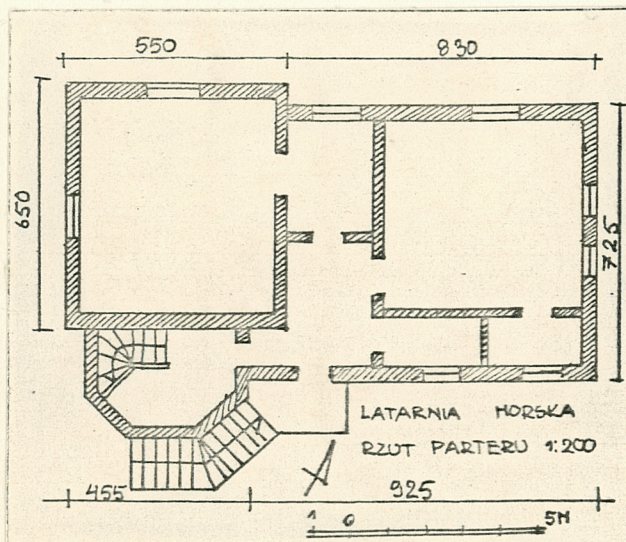 550 830
650
725
LATARNIA MORSKA
RZUT PARTERU 1:200
455 925
1 0 5M